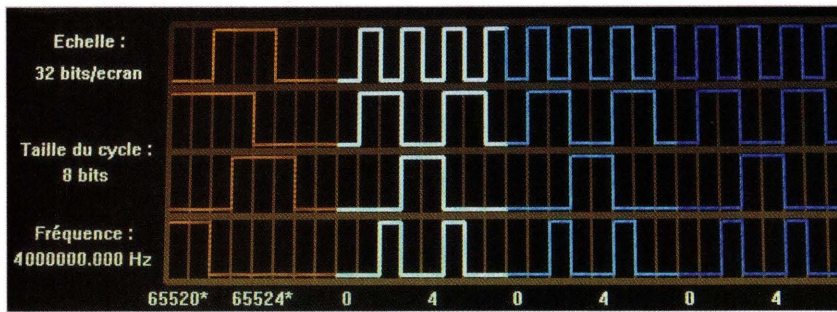 Echelle :
32 bits/ecran
Taille du cycle :
8 bits
Fréquence :
4000000.000 Hz
65520* 65524* 0 4 0 4 0 4